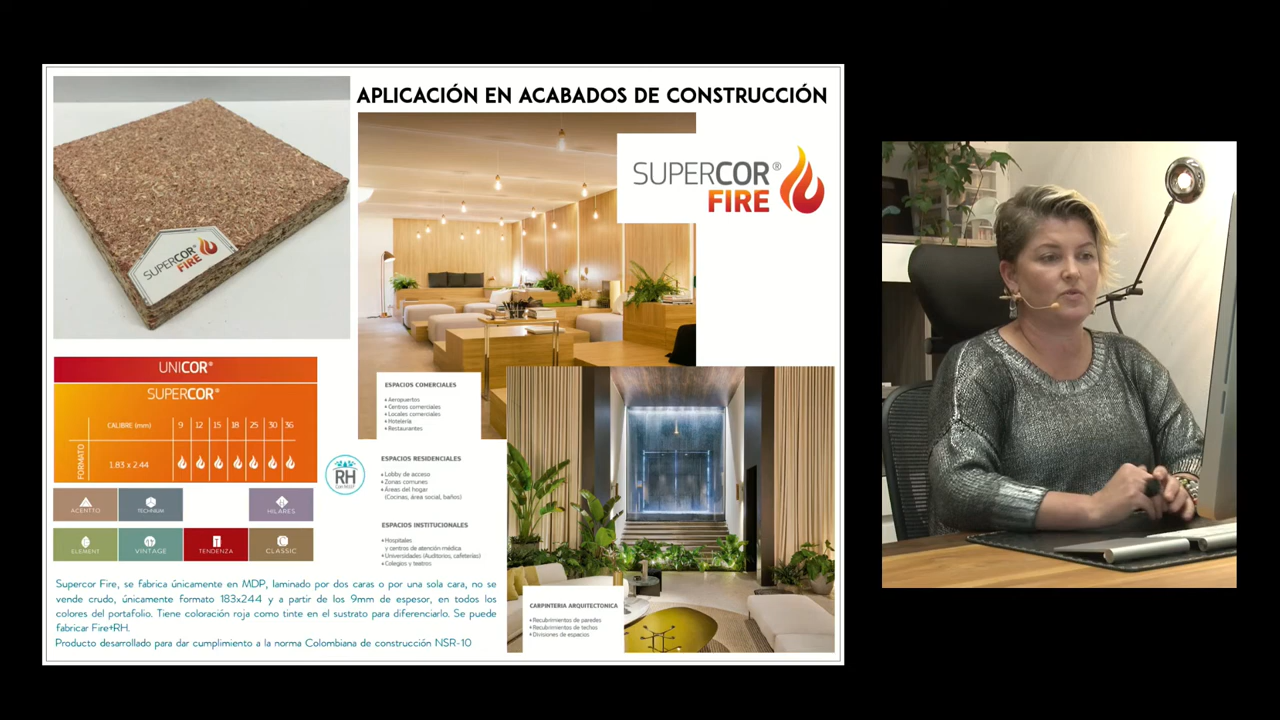 APLICACIÓN EN ACABADOS DE CONSTRUCCIÓN
SUPERCOR®
FIRE
SUPERCOR®
FIRE
UNICOR®
SUPERCOR®
CALIBRE (mm) 9 12 15 18 25 30 36
FORMATO
1.83 x 2.44
ACENTTO
TECHNIUM
HILARES
ELEMENT
VINTAGE
TENDENZA
CLASSIC
ESPACIOS COMERCIALES
• Aeropuertos
• Centros comerciales
• Locales comerciales
• Hotelería
• Restaurantes
RH
ESPACIOS RESIDENCIALES
• Lobby de acceso
• Zonas comunes
• Áreas del hogar
(Cocinas, área social, baños)
ESPACIOS INSTITUCIONALES
• Hospitales
y centros de atención médica
• Universidades (Auditorios, cafeterías)
• Colegios y teatros
CARPINTERIA ARQUITECTONICA
• Recubrimientos de paredes
• Recubrimientos de techos
• Divisiones de espacios
Supercor Fire, se fabrica únicamente en MDP, laminado por dos caras o por una sola cara, no se
vende crudo, únicamente formato 183x244 y a partir de los 9mm de espesor, en todos los
colores del portafolio. Tiene coloración roja como tinte en el sustrato para diferenciarlo. Se puede
fabricar Fire+RH.
Producto desarrollado para dar cumplimiento a la norma Colombiana de construcción NSR-10